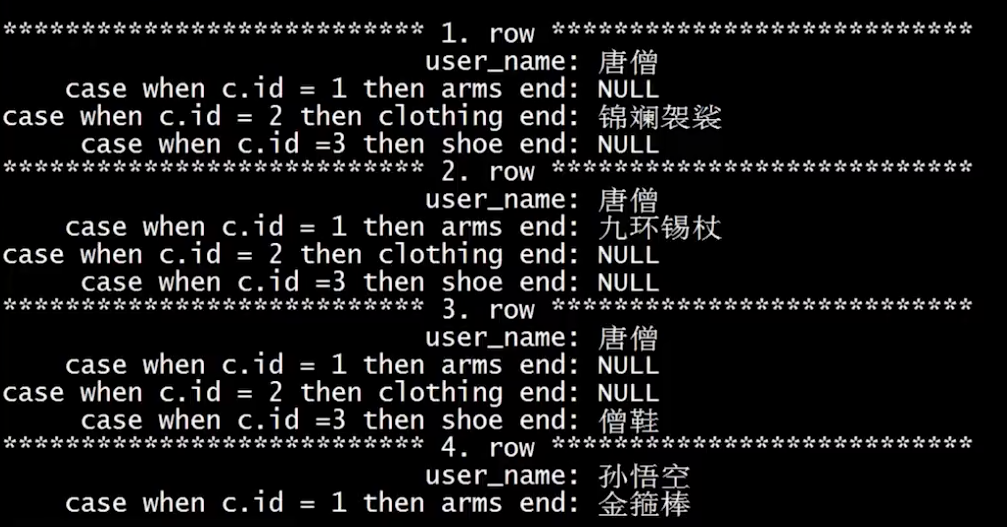 *************************** 1. row ***************************
user_name: 唐僧
case when c.id = 1 then arms end: NULL
case when c.id = 2 then clothing end: 锦斓袈裟
case when c.id =3 then shoe end: NULL
*************************** 2. row ***************************
user_name: 唐僧
case when c.id = 1 then arms end: 九环锡杖
case when c.id = 2 then clothing end: NULL
case when c.id =3 then shoe end: NULL
*************************** 3. row ***************************
user_name: 唐僧
case when c.id = 1 then arms end: NULL
case when c.id = 2 then clothing end: NULL
case when c.id =3 then shoe end: 僧鞋
*************************** 4. row ***************************
user_name: 孙悟空
case when c.id = 1 then arms end: 金箍棒